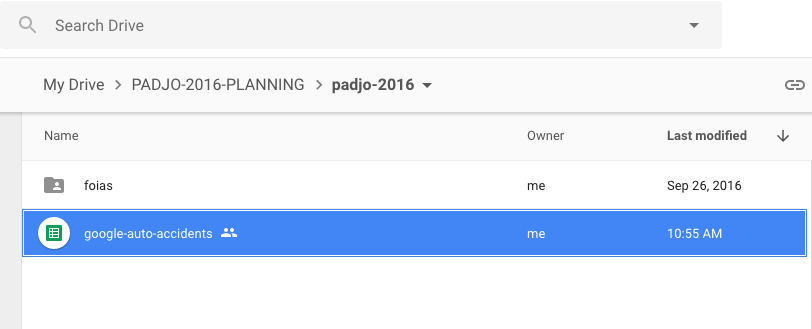 Search Drive
My Drive > PADJO-2016-PLANNING > padjo-2016
Name Owner Last modified
foias me Sep 26, 2016
google-auto-accidents me 10:55 AM